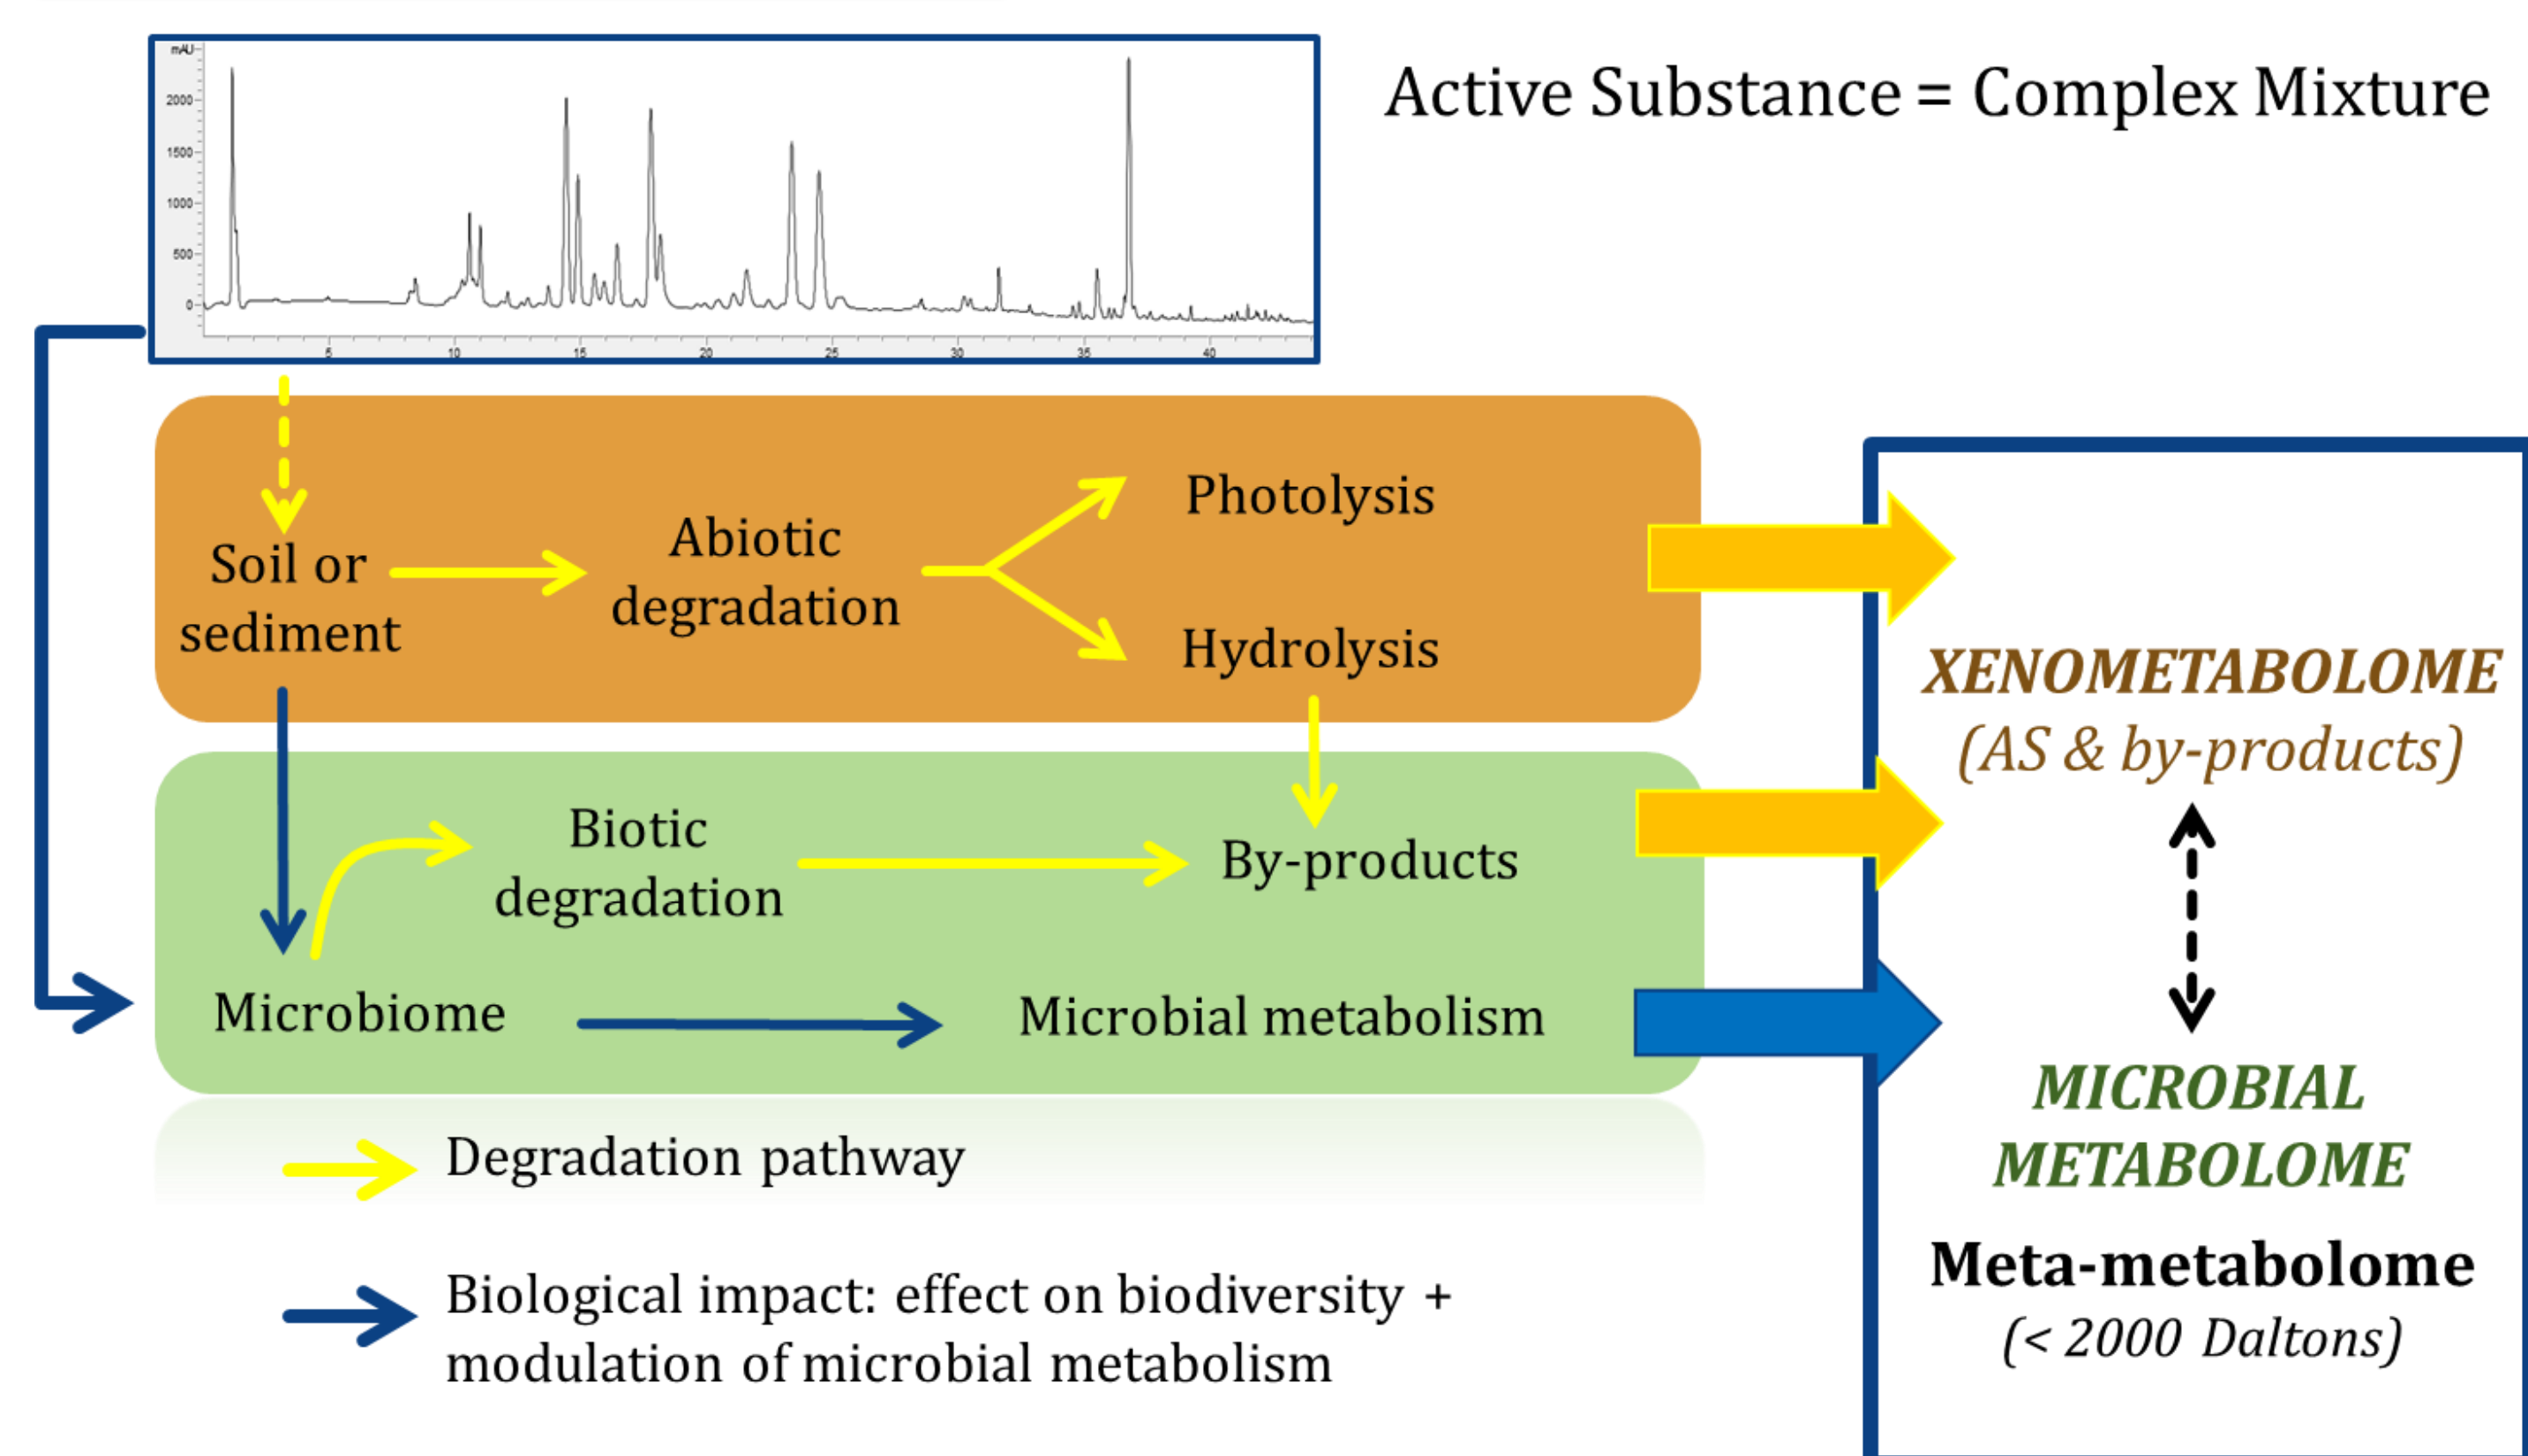 mAU
2000
1500
1000
500
0
5
10
15
20
25
30
35
40
Active Substance = Complex Mixture
Soil or
sediment
Abiotic
degradation
Photolysis
Hydrolysis
Biotic
degradation
By-products
Microbiome
Microbial metabolism
XENOMETABOLOME
(AS & by-products)
MICROBIAL
METABOLOME
Meta-metabolome
(< 2000 Daltons)
Degradation pathway
Biological impact: effect on biodiversity +
modulation of microbial metabolism